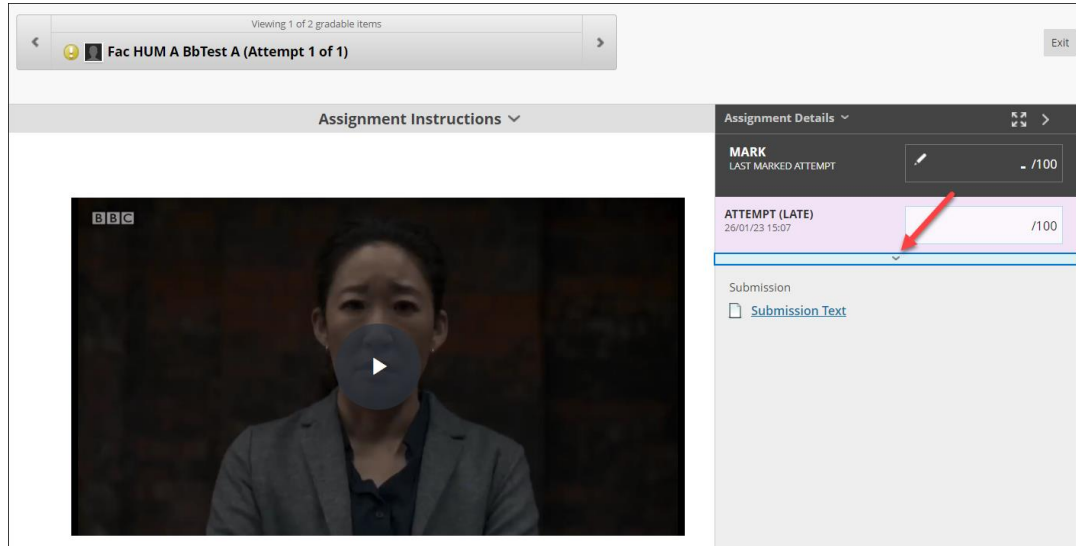 Viewing 1 of 2 gradable items
Fac HUM A BbTest A (Attempt 1 of 1)
Exit
Assignment Instructions
Assignment Details
MARK
LAST MARKED ATTEMPT
- /100
BBC
ATTEMPT (LATE)
26/01/23 15:07
/100
Submission
Submission Text